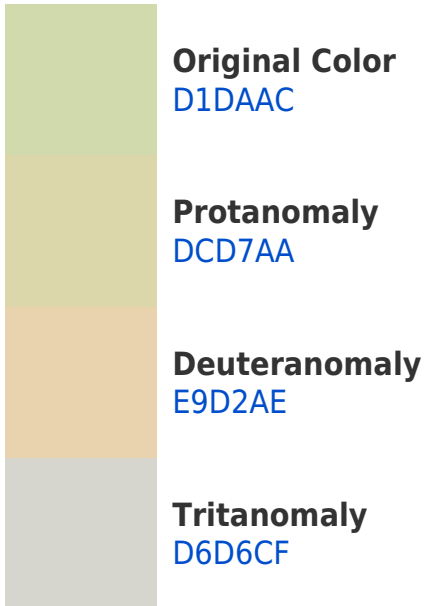 Original Color
D1DAAC
Protanomaly
DCD7AA
Deuteranomaly
E9D2AE
Tritanomaly
D6D6CF